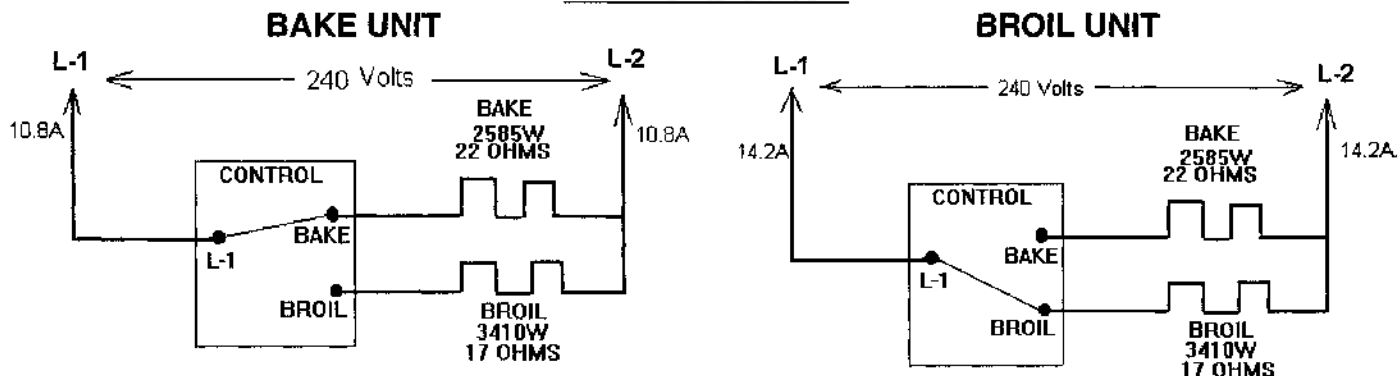 BAKE UNIT
L-1
240 Volts
L-2
10.8A
BAKE
2585W
22 OHMS
10.8A
CONTROL
BAKE
L-1
BROIL
BROIL
3410W
17 OHMS
BROIL UNIT
L-1
240 Volts
L-2
14.2A
BAKE
2585W
22 OHMS
14.2A.
CONTROL
BAKE
L-1
BROIL
BROIL
3410W
17 OHMS